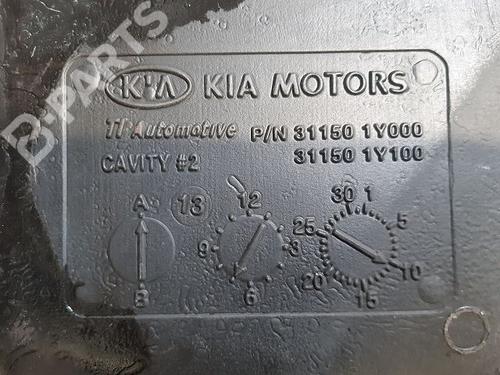 B-PARTS
KIA KIA MOTORS
TI Automotive P/N 31150 1Y000
CAVITY #2 31150 1Y100
A 13 12 30 1
9 3 25 5
B 6 20 15 10